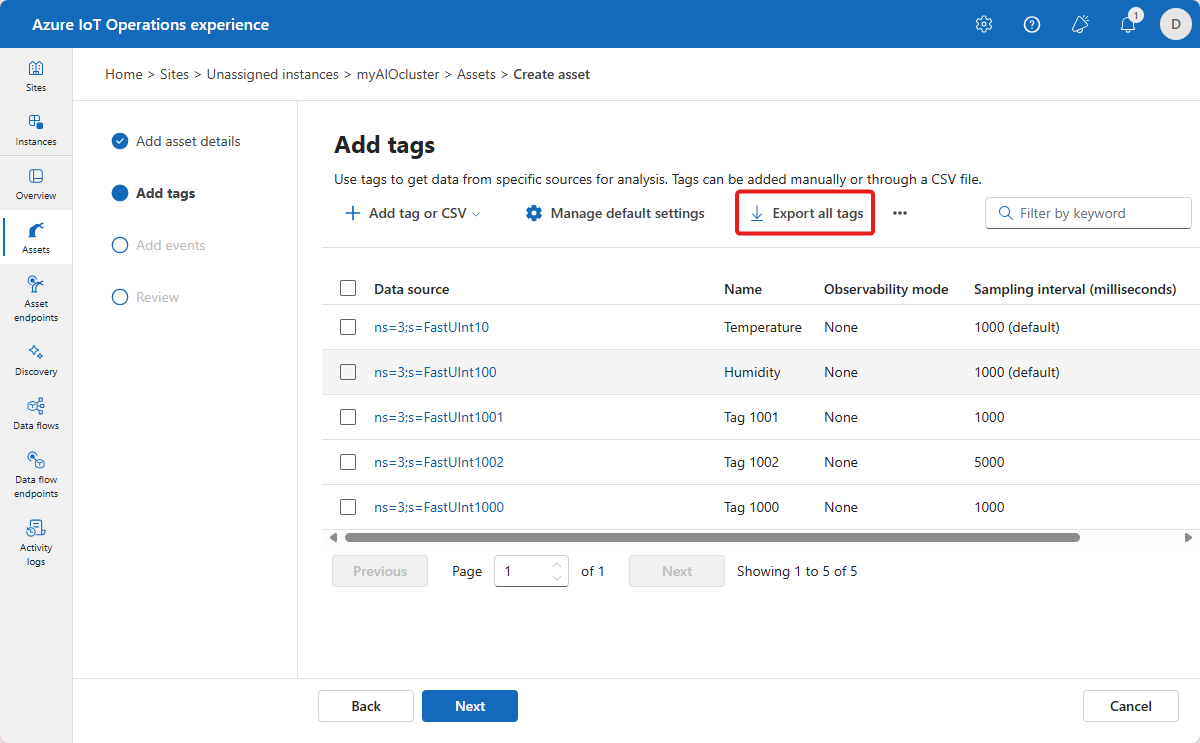 Azure IoT Operations experience
1
D
Sites
Instances
Overview
Assets
Asset
endpoints
Discovery
Data flows
Data flow
endpoints
Activity
logs
Home > Sites > Unassigned instances > myAIOcluster > Assets > Create asset
Add asset details
Add tags
Add events
Review
Add tags
Use tags to get data from specific sources for analysis. Tags can be added manually or through a CSV file.
Add tag or CSV
Manage default settings
Export all tags
Filter by keyword
Data source Name Observability mode Sampling interval (milliseconds)
ns=3;s=FastUInt10 Temperature None 1000 (default)
ns=3;s=FastUInt100 Humidity None 1000 (default)
ns=3;s=FastUInt1001 Tag 1001 None 1000
ns=3;s=FastUInt1002 Tag 1002 None 5000
ns=3;s=FastUInt1000 Tag 1000 None 1000
Previous Page 1 of 1 Next Showing 1 to 5 of 5
Back Next Cancel